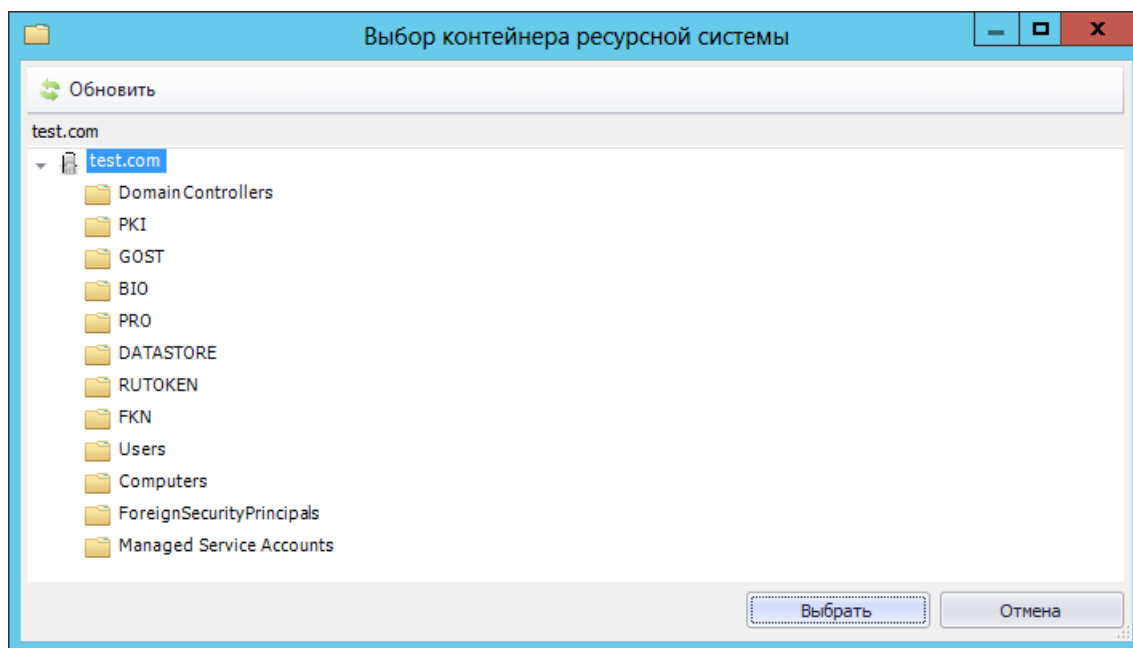 Выбор контейнера ресурсной системы
Обновить
test.com
test.com
Domain Controllers
PKI
GOST
BIO
PRO
DATASTORE
RUTOKEN
FKN
Users
Computers
ForeignSecurityPrincipals
Managed Service Accounts
Выбрать Отмена